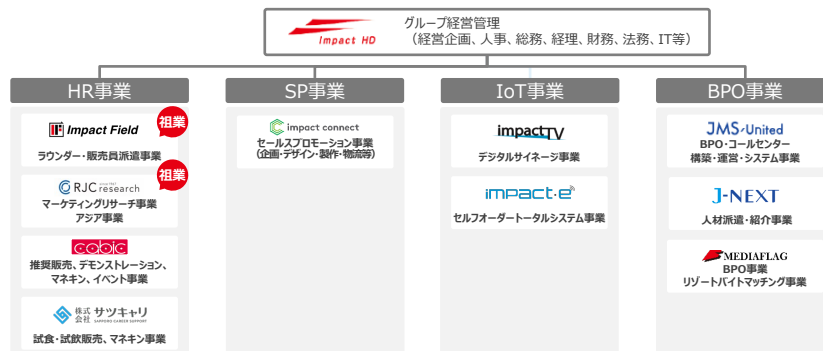 Impact HD
グループ経営管理
（経営企画、人事、総務、経理、財務、法務、IT等）
HR事業
Impact Field
祖業
ラウンダー・販売員派遣事業
RJC since 1967
research
祖業
マーケティングリサーチ事業
アジア事業
cabic
推奨販売、デモンストレーション、
マネキン、イベント事業
株式会社 サツキャリ
SAPPORO CAREER SUPPORT
試食・試飲販売、マネキン事業
SP事業
impact connect
セールスプロモーション事業
(企画・デザイン・製作・物流等)
IoT事業
impactTV
デジタルサイネージ事業
impact·e
セルフオーダートータルシステム事業
BPO事業
JMS United
BPO・コールセンター
構築・運営・システム事業
J-NEXT
人材派遣・紹介事業
MEDIAFLAG
BPO事業
リゾートバイトマッチング事業